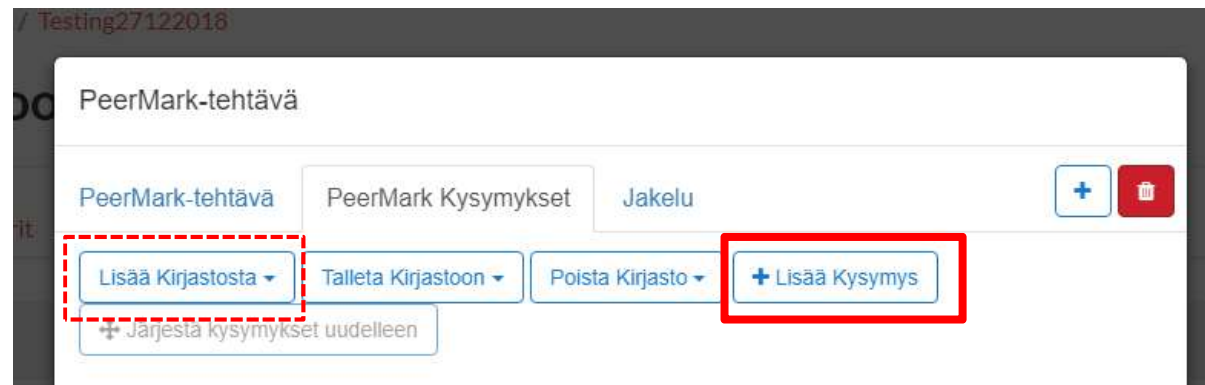 / Testing27122018
PeerMark-tehtävä
PeerMark-tehtävä PeerMark Kysymykset Jakelu
rit
Lisää Kirjastosta Talleta Kirjastoon Poista Kirjasto Lisää Kysymys
Järjestä kysymykset uudelleen